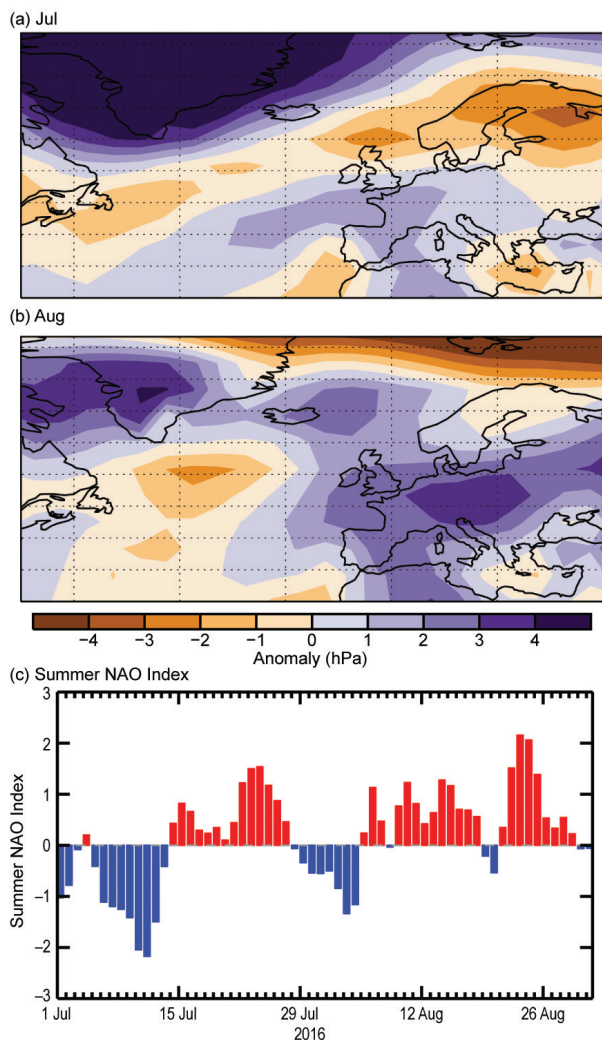 (a) Jul
(b) Aug
−4 −3 −2 −1 0 1 2 3 4
Anomaly (hPa)
(c) Summer NAO Index
3
2
1
0
−1
−2
−3
Summer NAO Index
1 Jul 15 Jul 29 Jul 12 Aug 26 Aug
2016